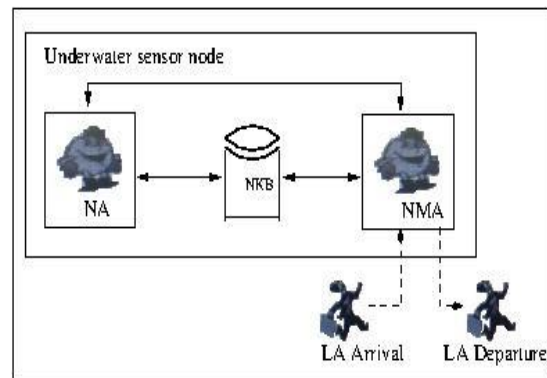 Underwater sensor node
NA
NKB
NMA
LA Arrival
LA Departure